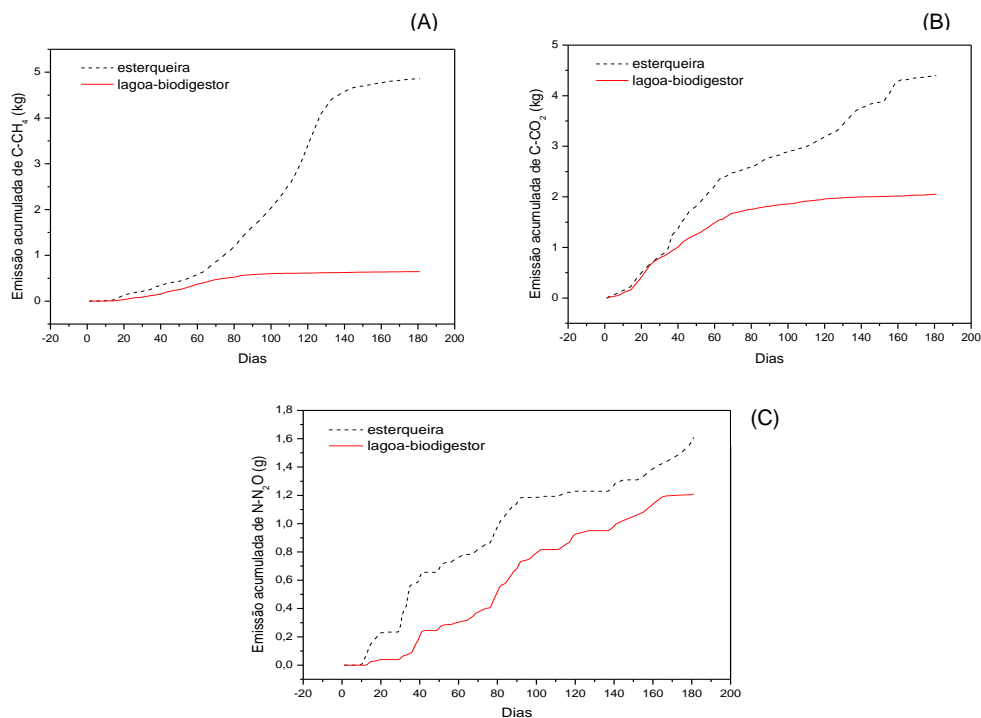 (A)
esterqueira
lagoa-biodigestor
Emissão acumulada de C-CH₄ (kg)
5
4
3
2
1
0
-20 0 20 40 60 80 100 120 140 160 180 200
Dias
(B)
esterqueira
lagoa-biodigestor
Emissão acumulada de C-CO₂ (kg)
5
4
3
2
1
0
-20 0 20 40 60 80 100 120 140 160 180 200
Dias
(C)
esterqueira
lagoa-biodigestor
Emissão acumulada de N-N₂O (g)
1,8
1,6
1,4
1,2
1,0
0,8
0,6
0,4
0,2
0,0
-20 0 20 40 60 80 100 120 140 160 180 200
Dias